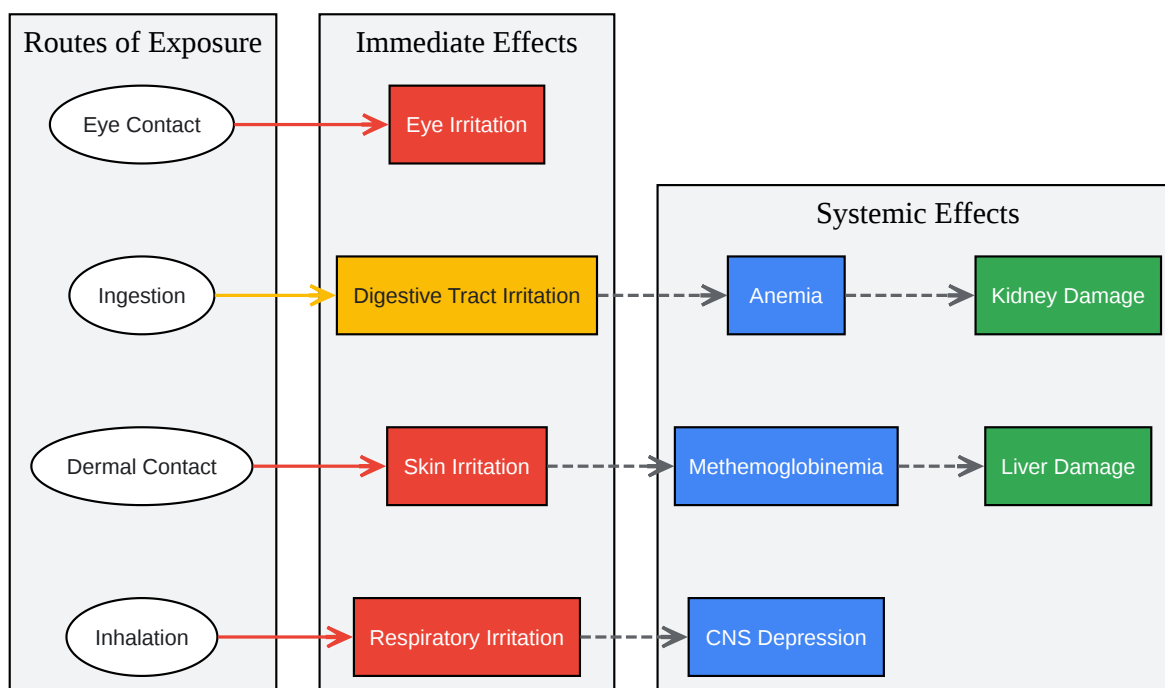 Routes of Exposure
Immediate Effects
Eye Contact
Eye Irritation
Systemic Effects
Ingestion
Digestive Tract Irritation
Anemia
Kidney Damage
Dermal Contact
Skin Irritation
Methemoglobinemia
Liver Damage
Inhalation
Respiratory Irritation
CNS Depression